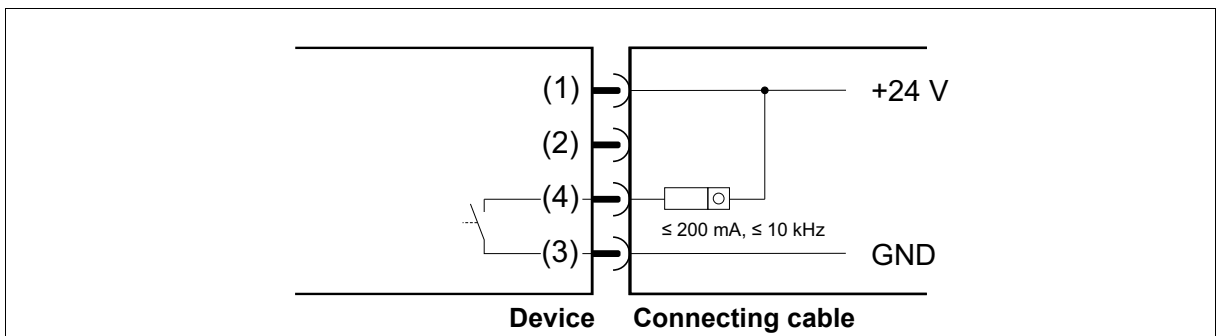 (1) +24 V
(2)
(4)
≤ 200 mA, ≤ 10 kHz
(3) GND
Device Connecting cable